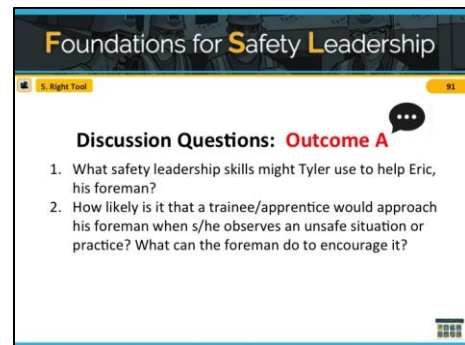 Foundations for Safety Leadership
5. Right Tool
91
Discussion Questions: Outcome A
1. What safety leadership skills might Tyler use to help Eric,
his foreman?
2. How likely is it that a trainee/apprentice would approach
his foreman when s/he observes an unsafe situation or
practice? What can the foreman do to encourage it?